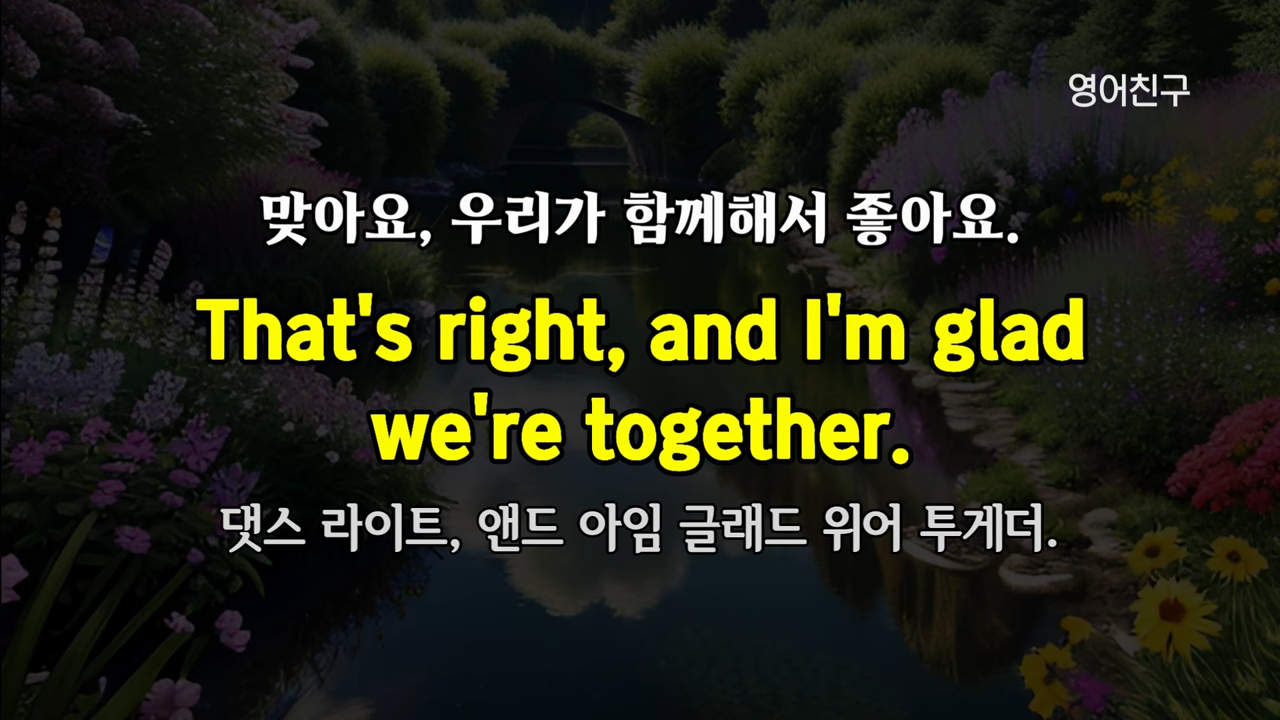 영어친구
맞아요, 우리가 함께해서 좋아요.
That's right, and I'm glad
we're together.
댓스 라이트, 앤드 아임 글래드 위어 투게더.